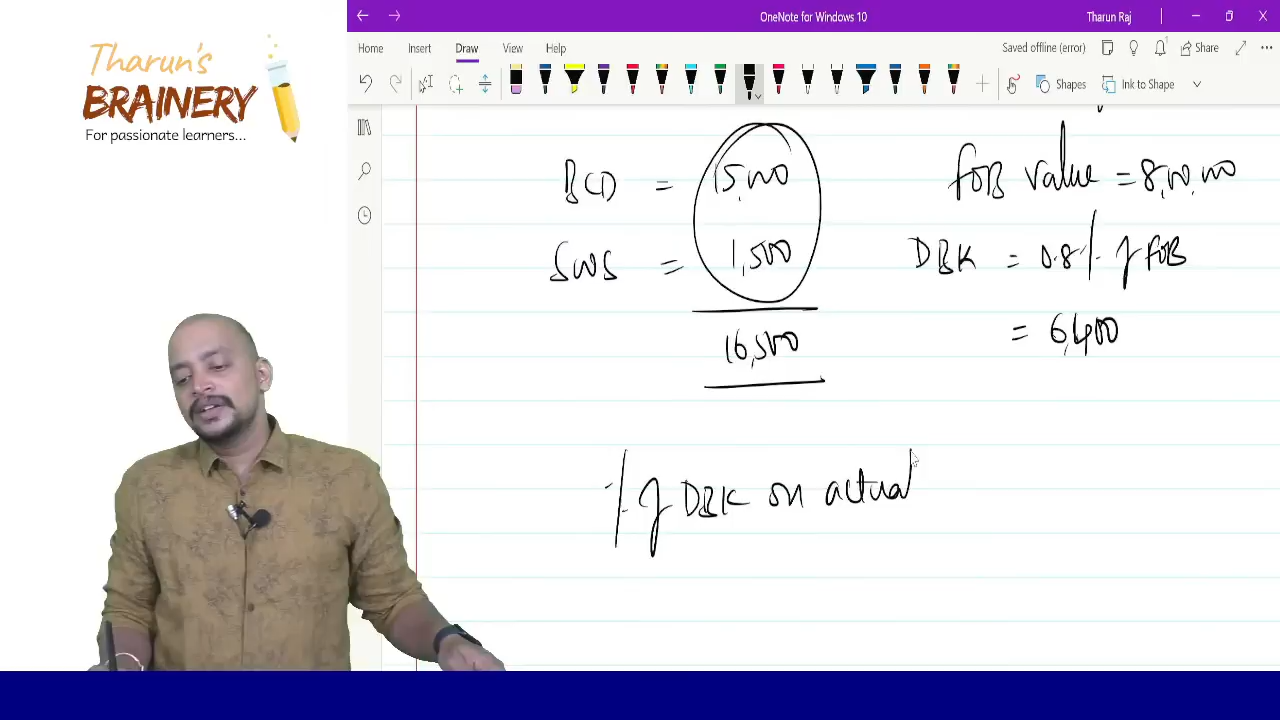 Tharun's
BRAINERY
For passionate learners...
OneNote for Windows 10
Tharun Raj
Home Insert Draw View Help
Saved offline (error)
Share
Shapes
Ink to Shape
BCD = 15,000
SWS = 1,500
16,500
FOB value = 8,00,000
DBK = 0.8% of FOB
= 6,400
% of DBK on actual